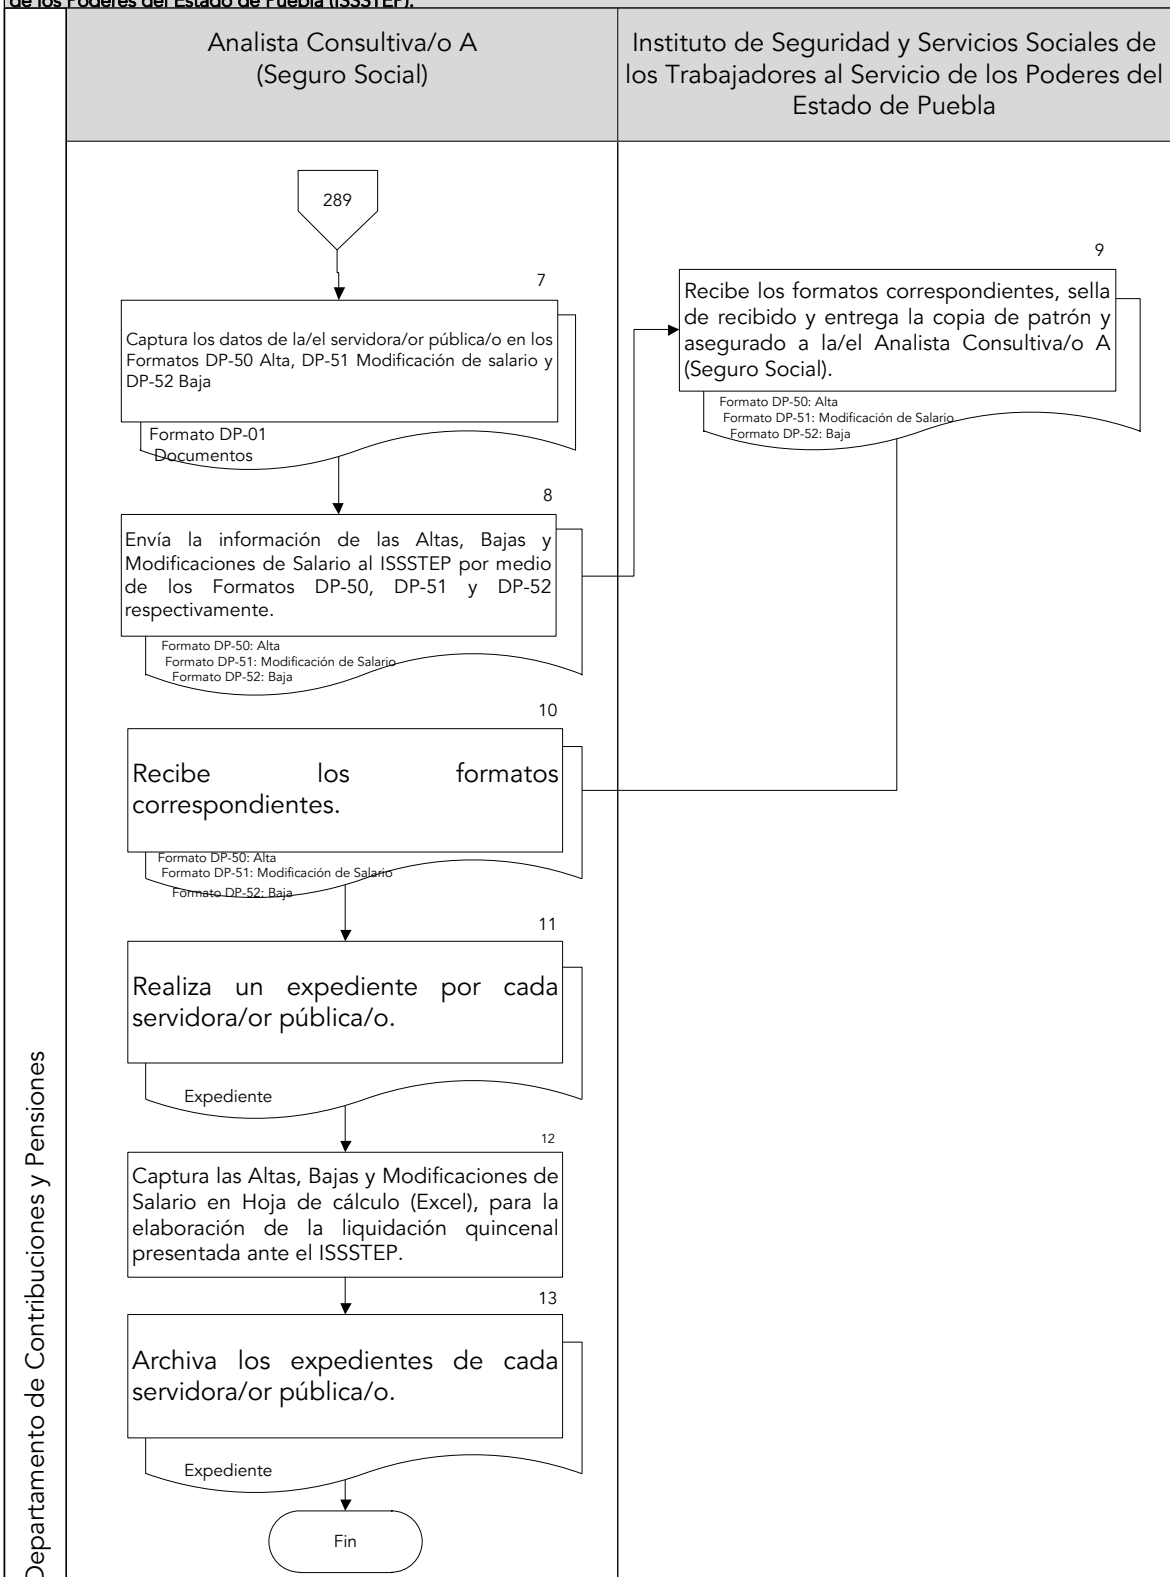 de los Poderes del Estado de Puebla (ISSSTEP).
Analista Consultiva/o A
(Seguro Social)
Instituto de Seguridad y Servicios Sociales de
los Trabajadores al Servicio de los Poderes del
Estado de Puebla
289
7
Captura los datos de la/el servidora/or pública/o en los
Formatos DP-50 Alta, DP-51 Modificación de salario y
DP-52 Baja
Formato DP-01
Documentos
8
Envía la información de las Altas, Bajas y
Modificaciones de Salario al ISSSTEP por medio
de los Formatos DP-50, DP-51 y DP-52
respectivamente.
Formato DP-50: Alta
Formato DP-51: Modificación de Salario
Formato DP-52: Baja
9
Recibe los formatos correspondientes, sella
de recibido y entrega la copia de patrón y
asegurado a la/el Analista Consultiva/o A
(Seguro Social).
Formato DP-50: Alta
Formato DP-51: Modificación de Salario
Formato DP-52: Baja
10
Recibe los formatos
correspondientes.
Formato DP-50: Alta
Formato DP-51: Modificación de Salario
Formato DP-52: Baja
11
Realiza un expediente por cada
servidora/or pública/o.
Expediente
12
Captura las Altas, Bajas y Modificaciones de
Salario en Hoja de cálculo (Excel), para la
elaboración de la liquidación quincenal
presentada ante el ISSSTEP.
13
Archiva los expedientes de cada
servidora/or pública/o.
Expediente
Fin
Departamento de Contribuciones y Pensiones